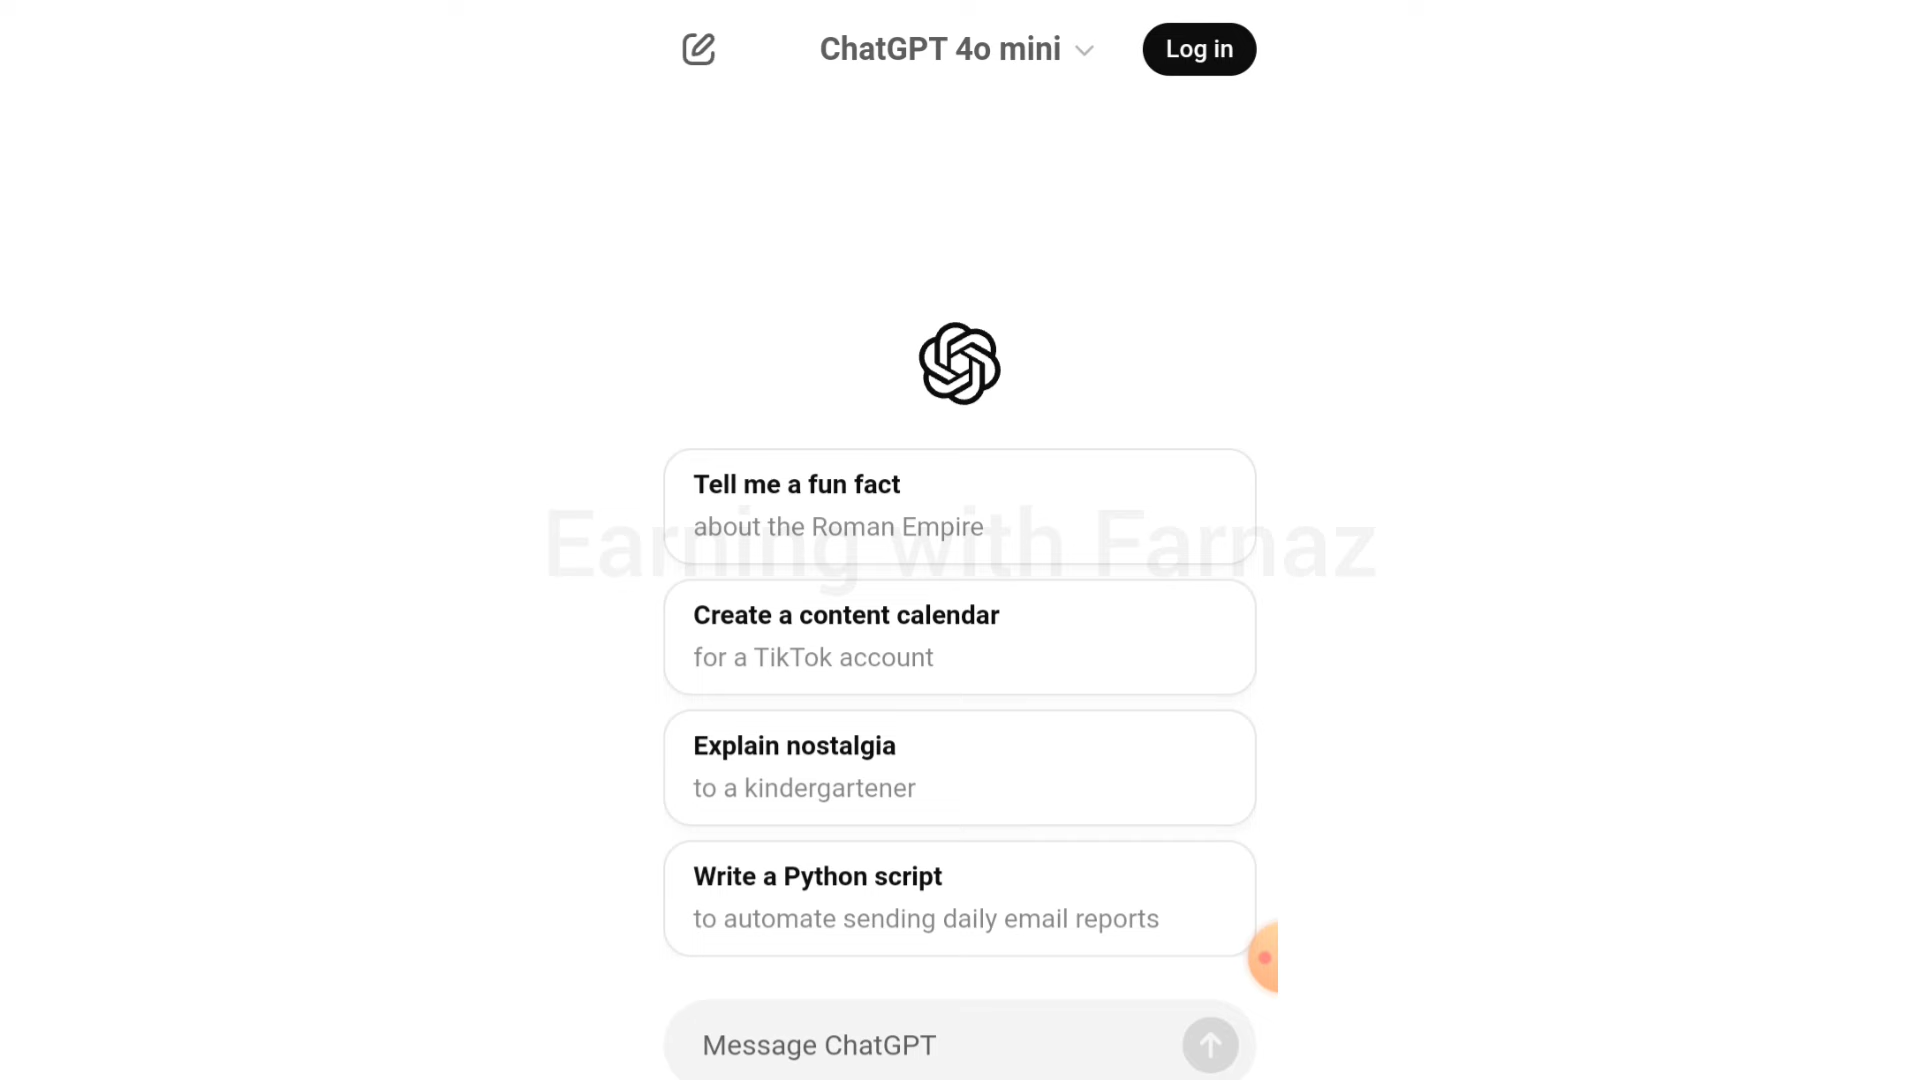 ChatGPT 4o mini
Log in
Tell me a fun fact
about the Roman Empire
Earning with Farnaz
Create a content calendar
for a TikTok account
Explain nostalgia
to a kindergartener
Write a Python script
to automate sending daily email reports
Message ChatGPT